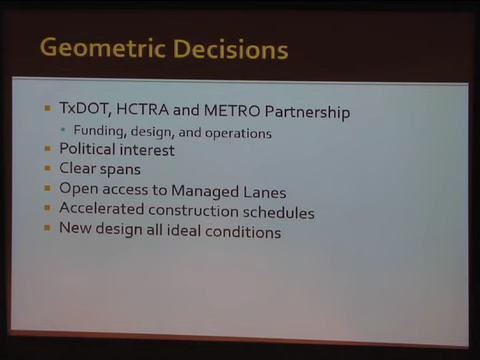 Geometric Decisions
TxDOT, HCTRA and METRO Partnership
Funding, design, and operations
Political interest
Clear spans
Open access to Managed Lanes
Accelerated construction schedules
New design all ideal conditions